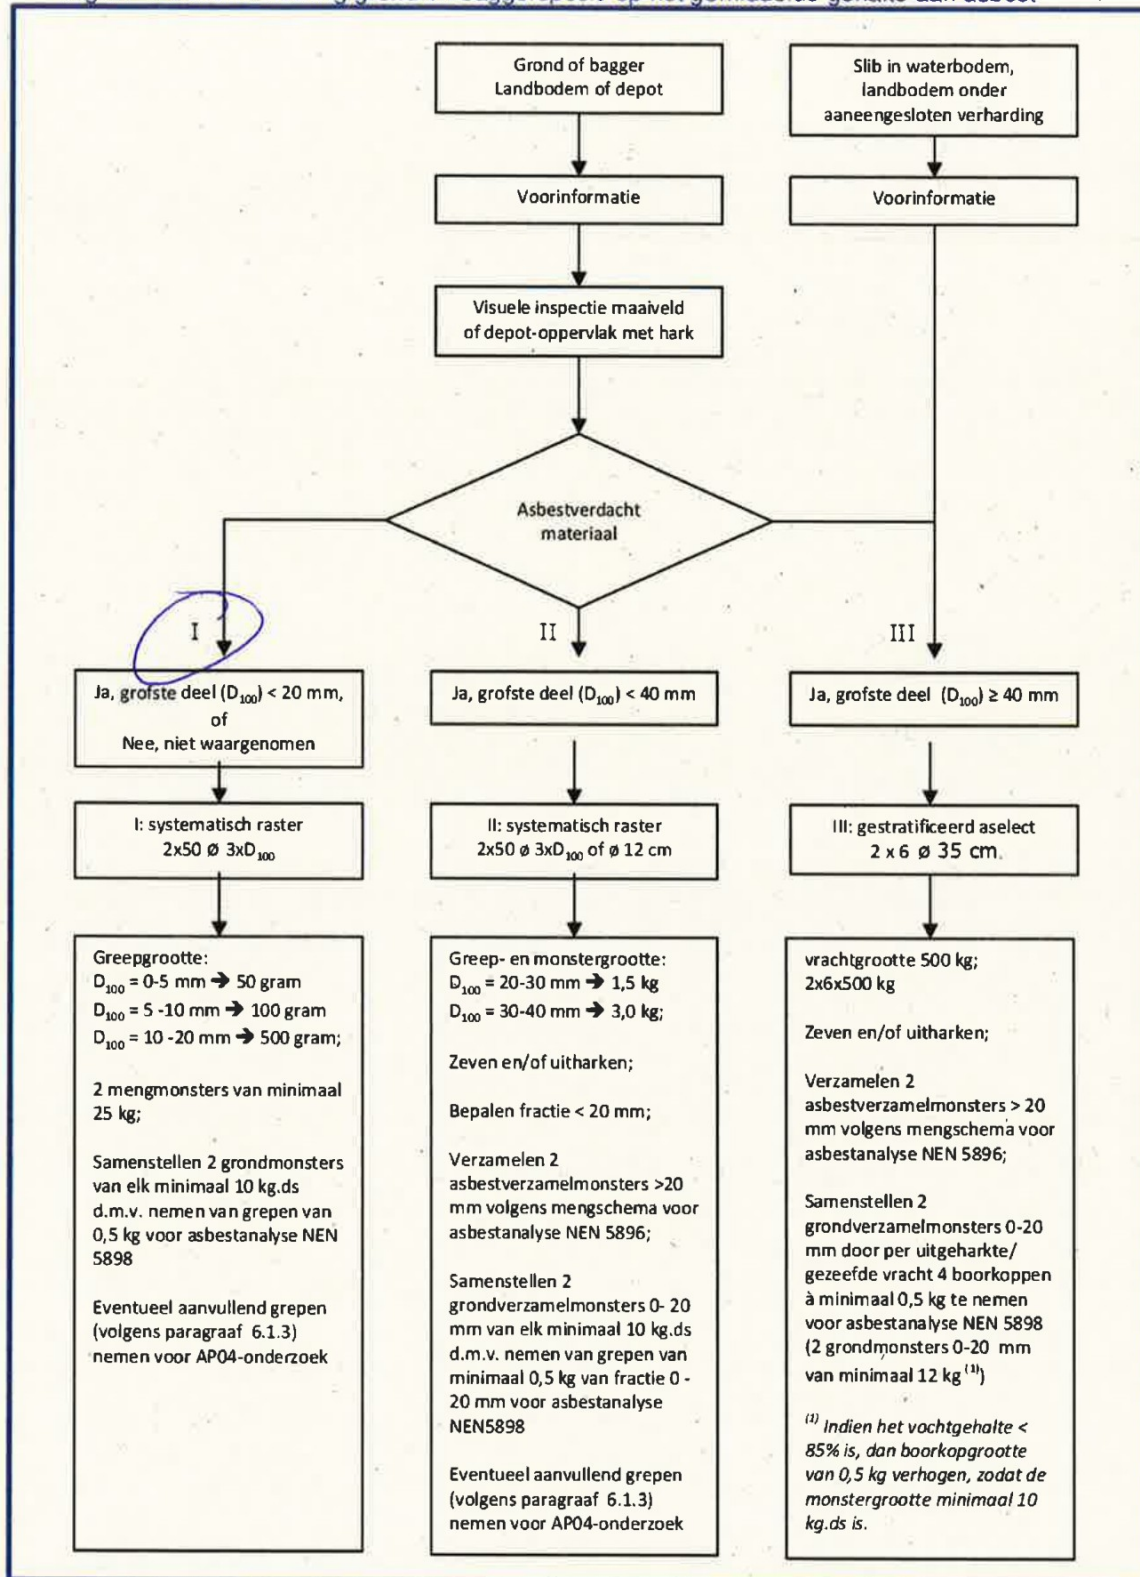 op het gemiddelde gehalte aan asbest
Grond of bagger
Landbodem of depot
Slib in waterbodem,
landbodem onder
aaneengesloten verharding
Voorinformatie
Voorinformatie
Visuele inspectie maaiveld
of depot-oppervlak met hark
Asbestverdacht
materiaal
I
II
III
Ja, grofste deel (D₁₀₀) < 20 mm,
of
Nee, niet waargenomen
Ja, grofste deel (D₁₀₀) < 40 mm
Ja, grofste deel (D₁₀₀) ≥ 40 mm
I: systematisch raster
2x50 ø 3xD₁₀₀
II: systematisch raster
2x50 ø 3xD₁₀₀ of ø 12 cm
III: gestratificeerd aselect
2 x 6 ø 35 cm.
Greepgrootte:
D₁₀₀ = 0-5 mm ➔ 50 gram
D₁₀₀ = 5 -10 mm ➔ 100 gram
D₁₀₀ = 10 -20 mm ➔ 500 gram;
2 mengmonsters van minimaal
25 kg;
Samenstellen 2 grondmonsters
van elk minimaal 10 kg.ds
d.m.v. nemen van grepen van
0,5 kg voor asbestanalyse NEN
5898
Eventueel aanvullend grepen
(volgens paragraaf 6.1.3)
nemen voor AP04-onderzoek
Greep- en monstergrootte:
D₁₀₀ = 20-30 mm ➔ 1,5 kg
D₁₀₀ = 30-40 mm ➔ 3,0 kg;
Zeven en/of uitharken;
Bepalen fractie < 20 mm;
Verzamelen 2
asbestverzamelmonsters >20
mm volgens mengschema voor
asbestanalyse NEN 5896;
Samenstellen 2
grondverzamelmonsters 0- 20
mm van elk minimaal 10 kg.ds
d.m.v. nemen van grepen van
minimaal 0,5 kg van fractie 0 -
20 mm voor asbestanalyse
NEN5898
Eventueel aanvullend grepen
(volgens paragraaf 6.1.3)
nemen voor AP04-onderzoek
vrachtgrootte 500 kg;
2x6x500 kg
Zeven en/of uitharken;
Verzamelen 2
asbestverzamelmonsters > 20
mm volgens mengschema voor
asbestanalyse NEN 5896;
Samenstellen 2
grondverzamelmonsters 0-20
mm door per uitgeharkte/
gezeefde vracht 4 boorkoppen
à minimaal 0,5 kg te nemen
voor asbestanalyse NEN 5898
(2 grondmonsters 0-20 mm
van minimaal 12 kg ⁽¹⁾)
⁽¹⁾ Indien het vochtgehalte <
85% is, dan boorkopgrootte
van 0,5 kg verhogen, zodat de
monstergrootte minimaal 10
kg.ds is.